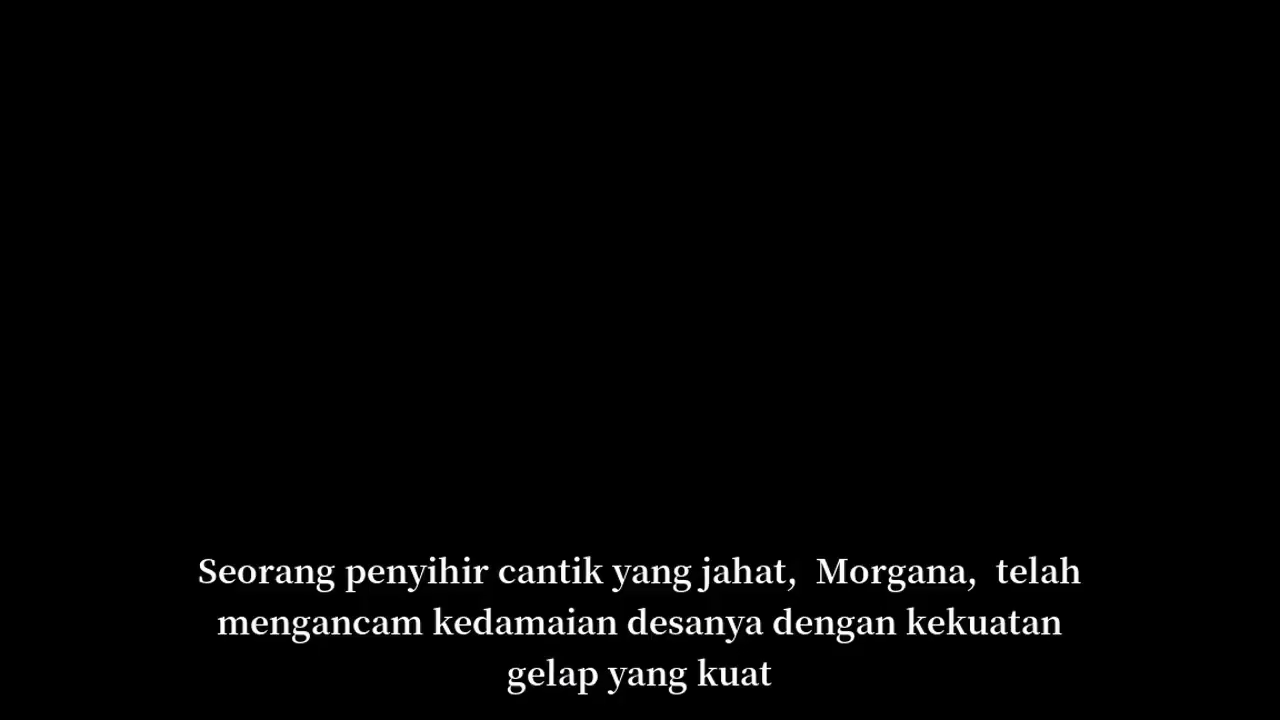 Seorang penyihir cantik yang jahat, Morgana, telah
mengancam kedamaian desanya dengan kekuatan
gelap yang kuat